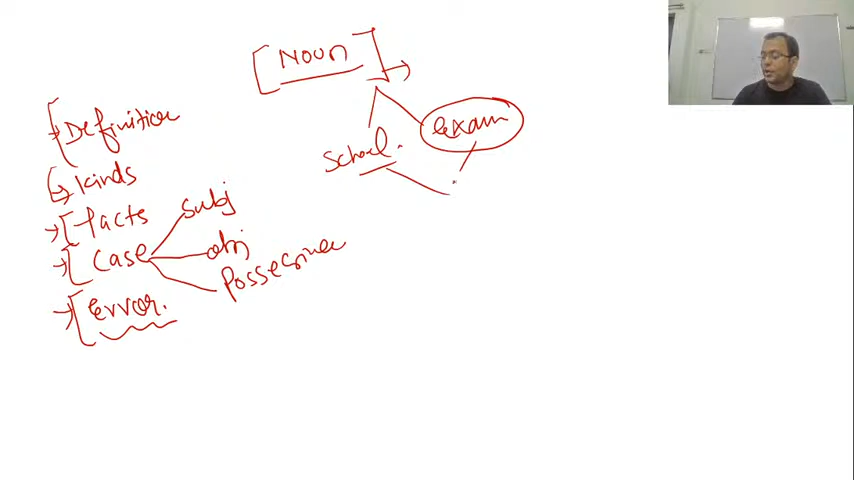 [Noun]
School.
exam
Definition
kinds
facts
Case
subj
obj
Possessive
error.